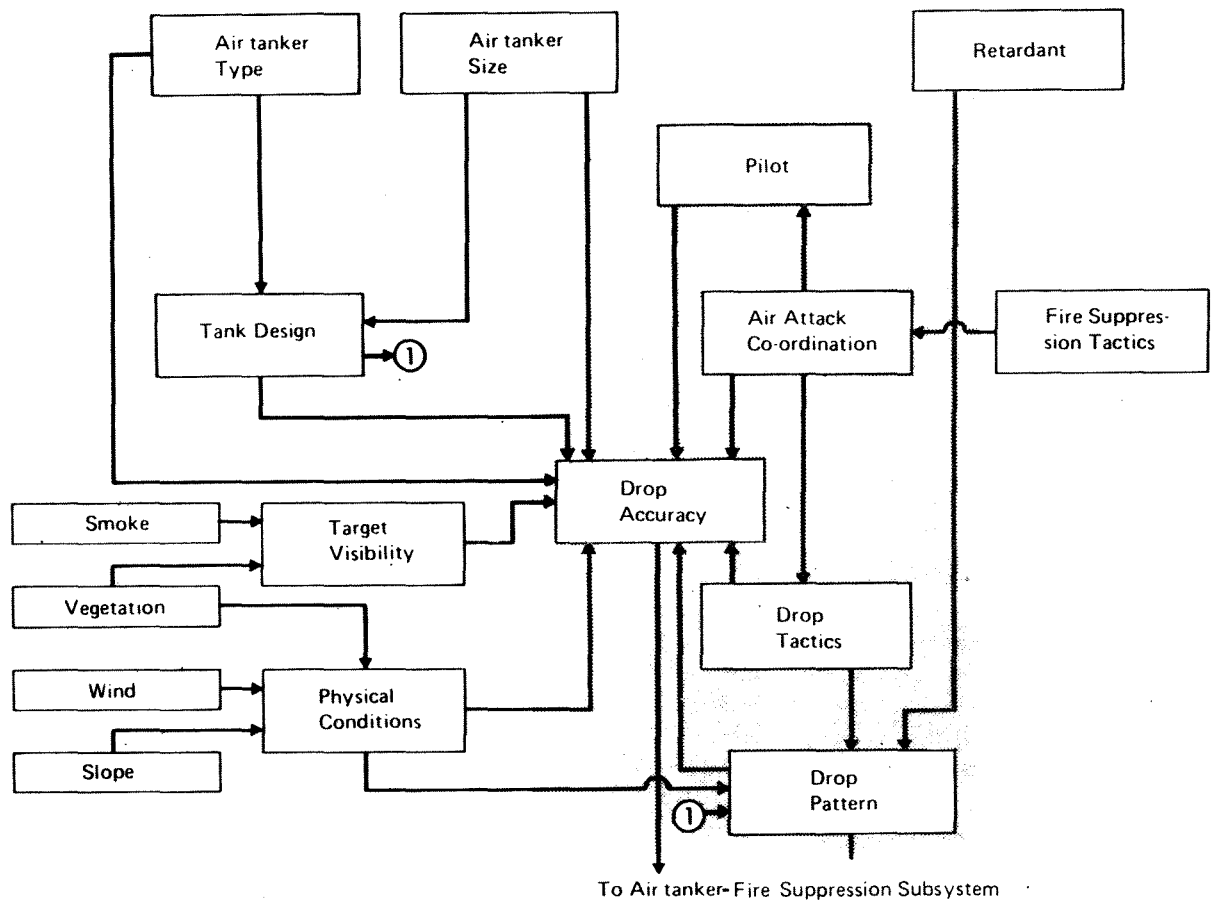 Air tanker
Type
Air tanker
Size
Retardant
Pilot
Tank Design
1
Air Attack
Co-ordination
Fire Suppres-
sion Tactics
Drop
Accuracy
Smoke
Target
Visibility
Vegetation
Drop
Tactics
Wind
Physical
Conditions
Slope
Drop
Pattern
1
To Air tanker-Fire Suppression Subsystem